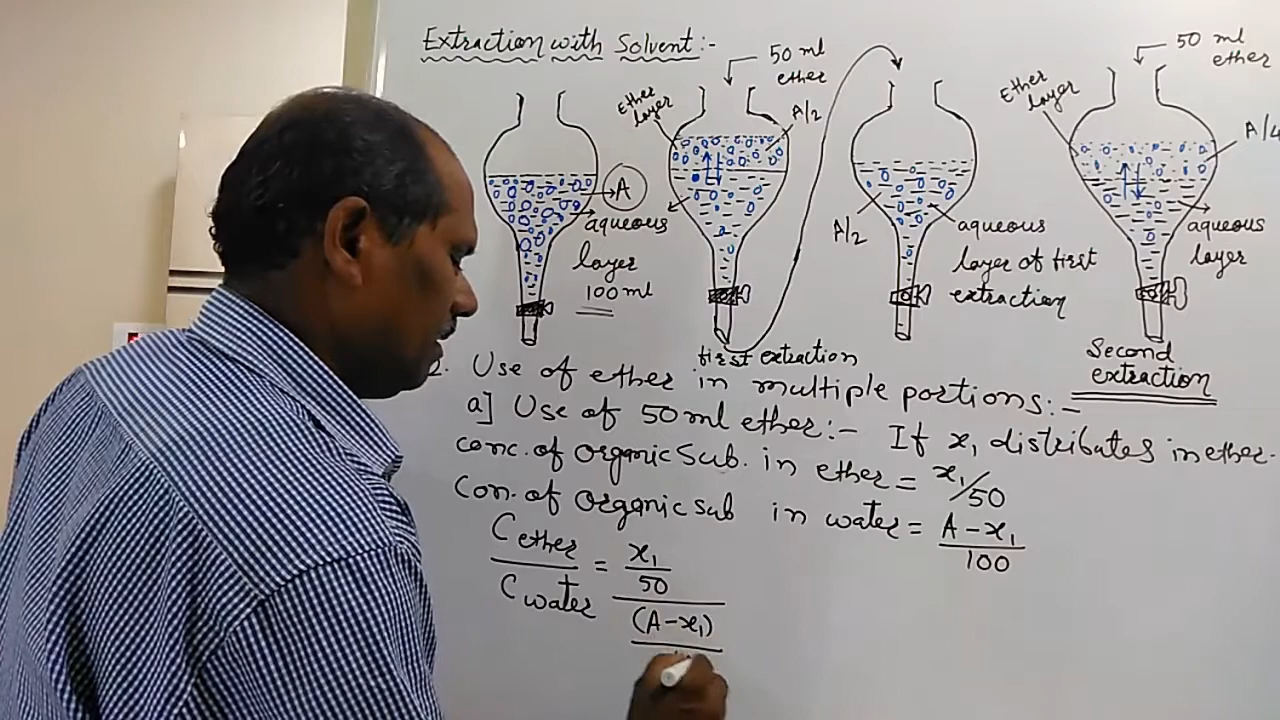 Extraction with Solvent:-
50 ml
ether
Ether
layer
A/2
A
aqueous
layer
100 ml
first extraction
A/2
aqueous
layer of first
extraction
50 ml
ether
Ether
layer
A/4
aqueous
layer
Second
extraction
2. Use of ether in multiple portions:-
a] Use of 50 ml ether:- If x₁ distributes in ether.
conc. of organic Sub. in ether = x₁/50
Con. of organic sub in water = A-x₁/100
C ether / C water = x₁/50 / (A-x₁)